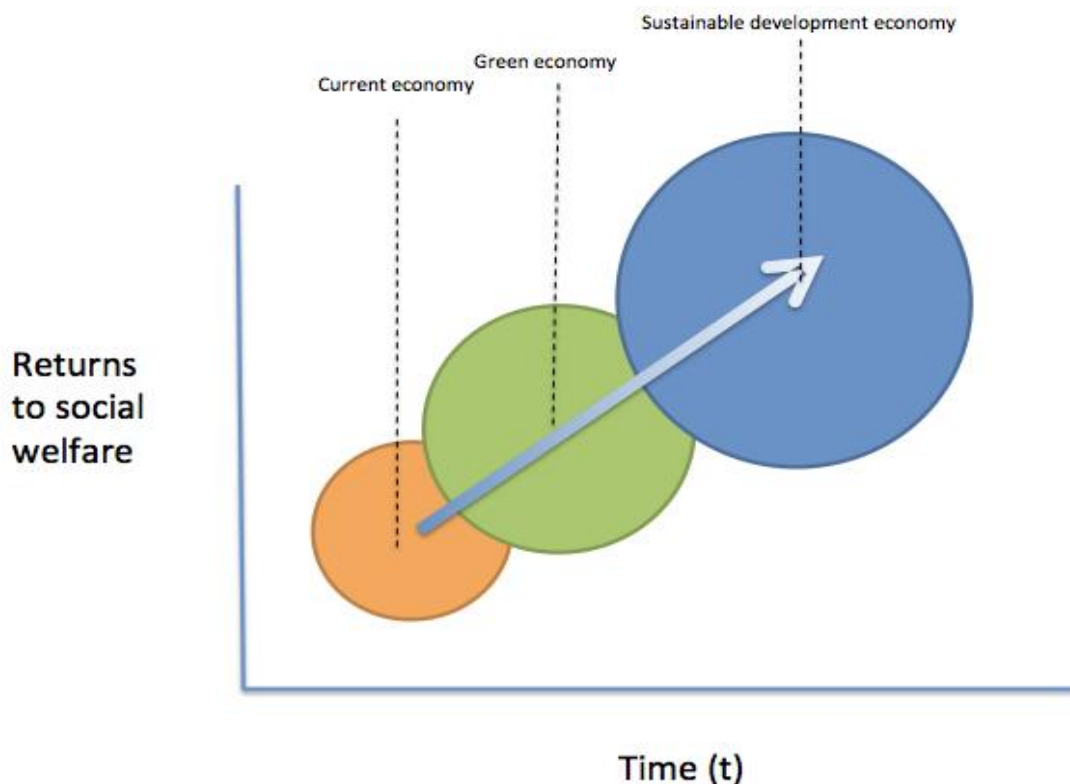 Sustainable development economy
Green economy
Current economy
Returns
to social
welfare
Time (t)